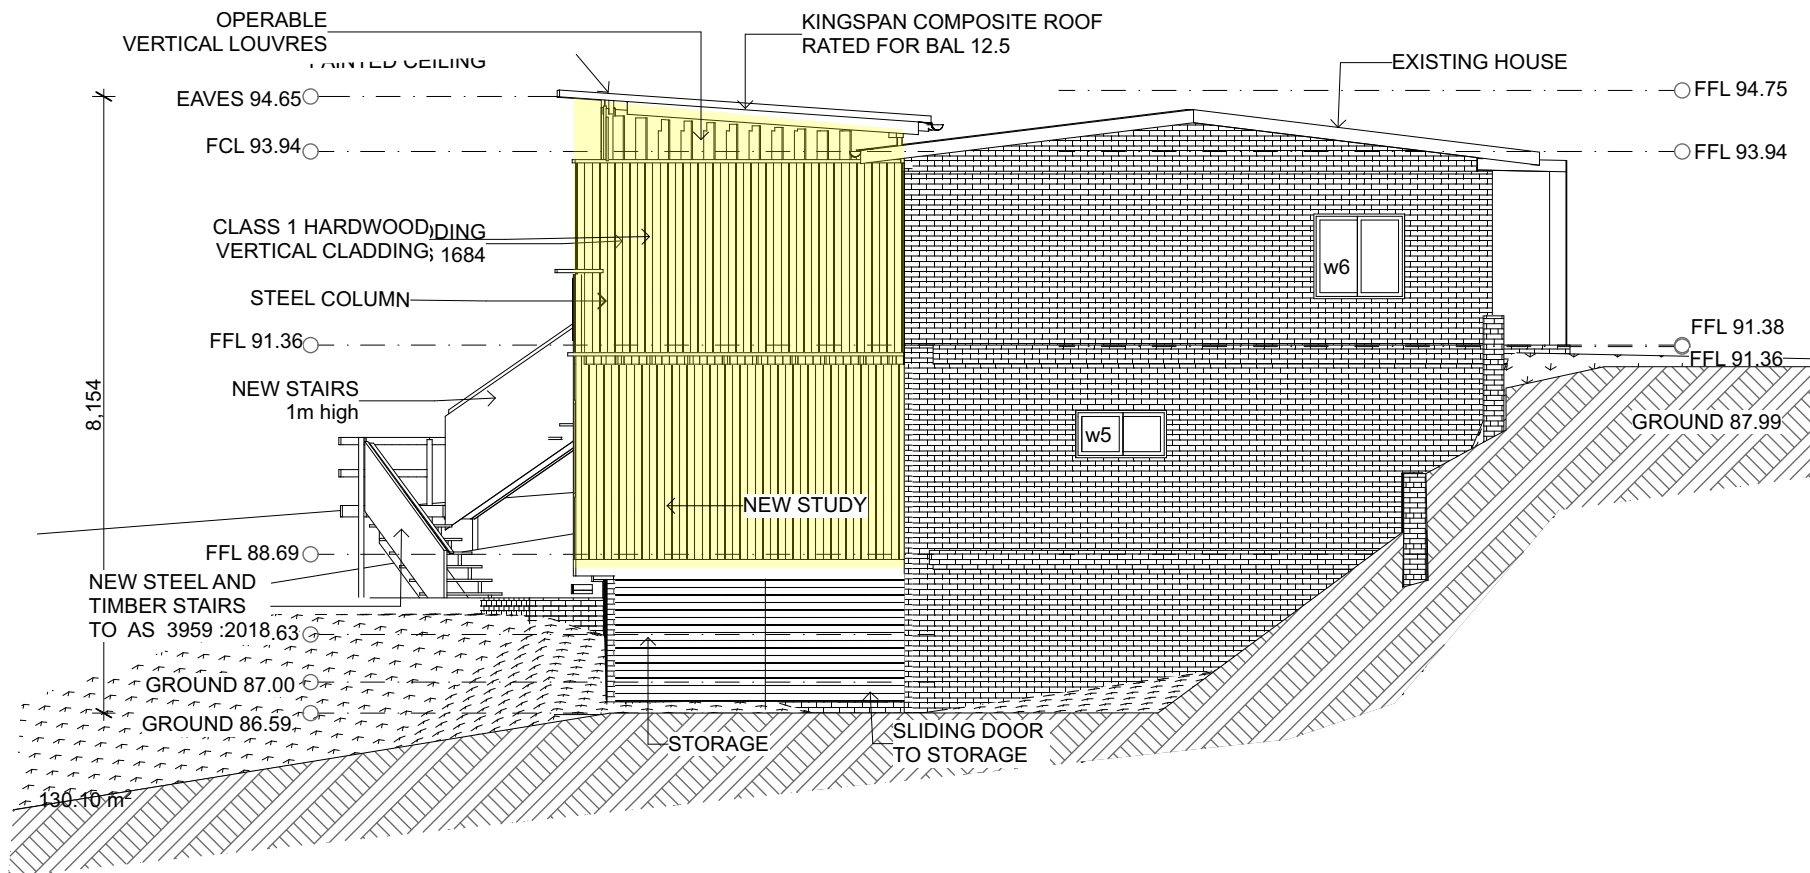 OPERABLE
VERTICAL LOUVRES
KINGSPAN COMPOSITE ROOF
RATED FOR BAL 12.5
PAINTED CEILING
EXISTING HOUSE
EAVES 94.65
FFL 94.75
FCL 93.94
FFL 93.94
CLASS 1 HARDWOOD
VERTICAL CLADDING
DDING
1684
w6
STEEL COLUMN
FFL 91.36
FFL 91.38
FFL 91.36
8,154
NEW STAIRS
1m high
w5
GROUND 87.99
NEW STUDY
FFL 88.69
NEW STEEL AND
TIMBER STAIRS
TO AS 3959 :2018
.63
GROUND 87.00
GROUND 86.59
STORAGE
SLIDING DOOR
TO STORAGE
130.10 m²